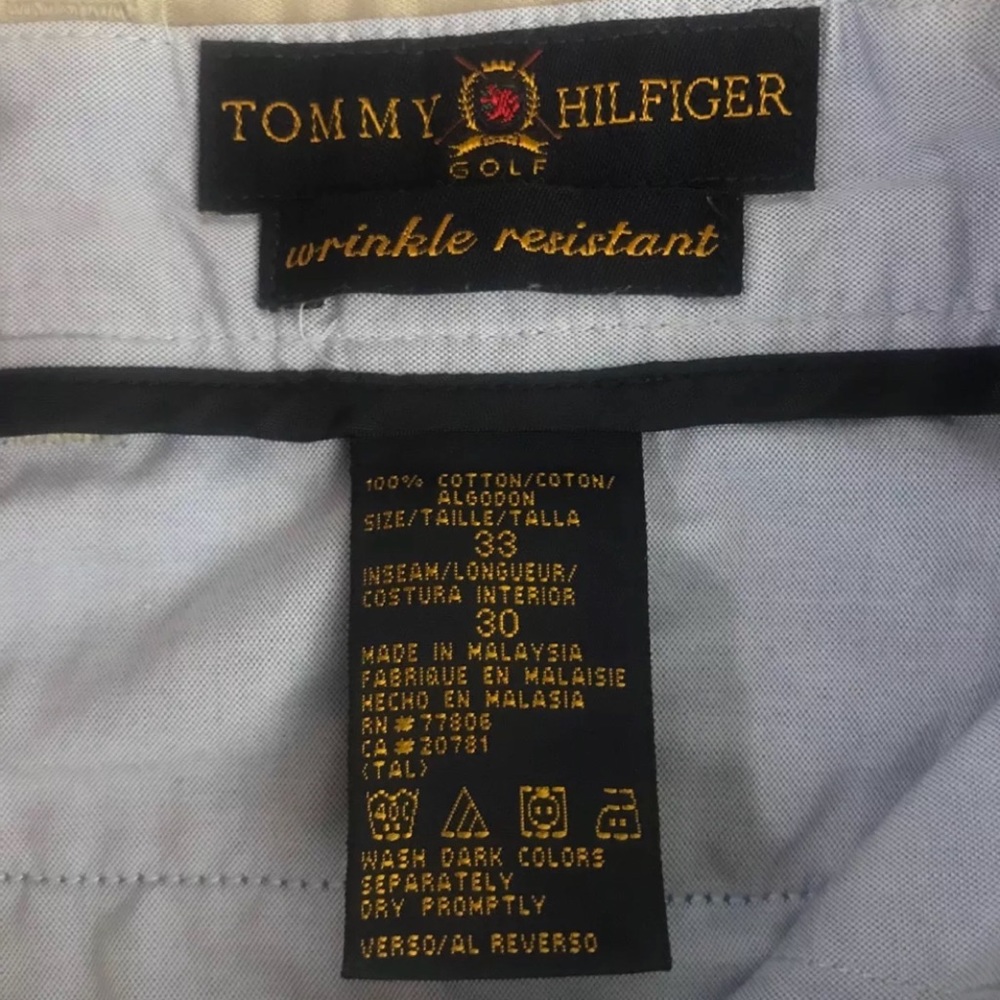 TOMMY HILFIGER
GOLF
wrinkle resistant
100% COTTON/COTON/
ALGODON
SIZE/TAILLE/TALLA
33
INSEAM/LONGUEUR/
COSTURA INTERIOR
30
MADE IN MALAYSIA
FABRIQUE EN MALAISIE
HECHO EN MALASIA
RN#77806
CA#20781
(TAL)
40C
WASH DARK COLORS
SEPARATELY
DRY PROMPTLY
VERSO/AL REVERSO